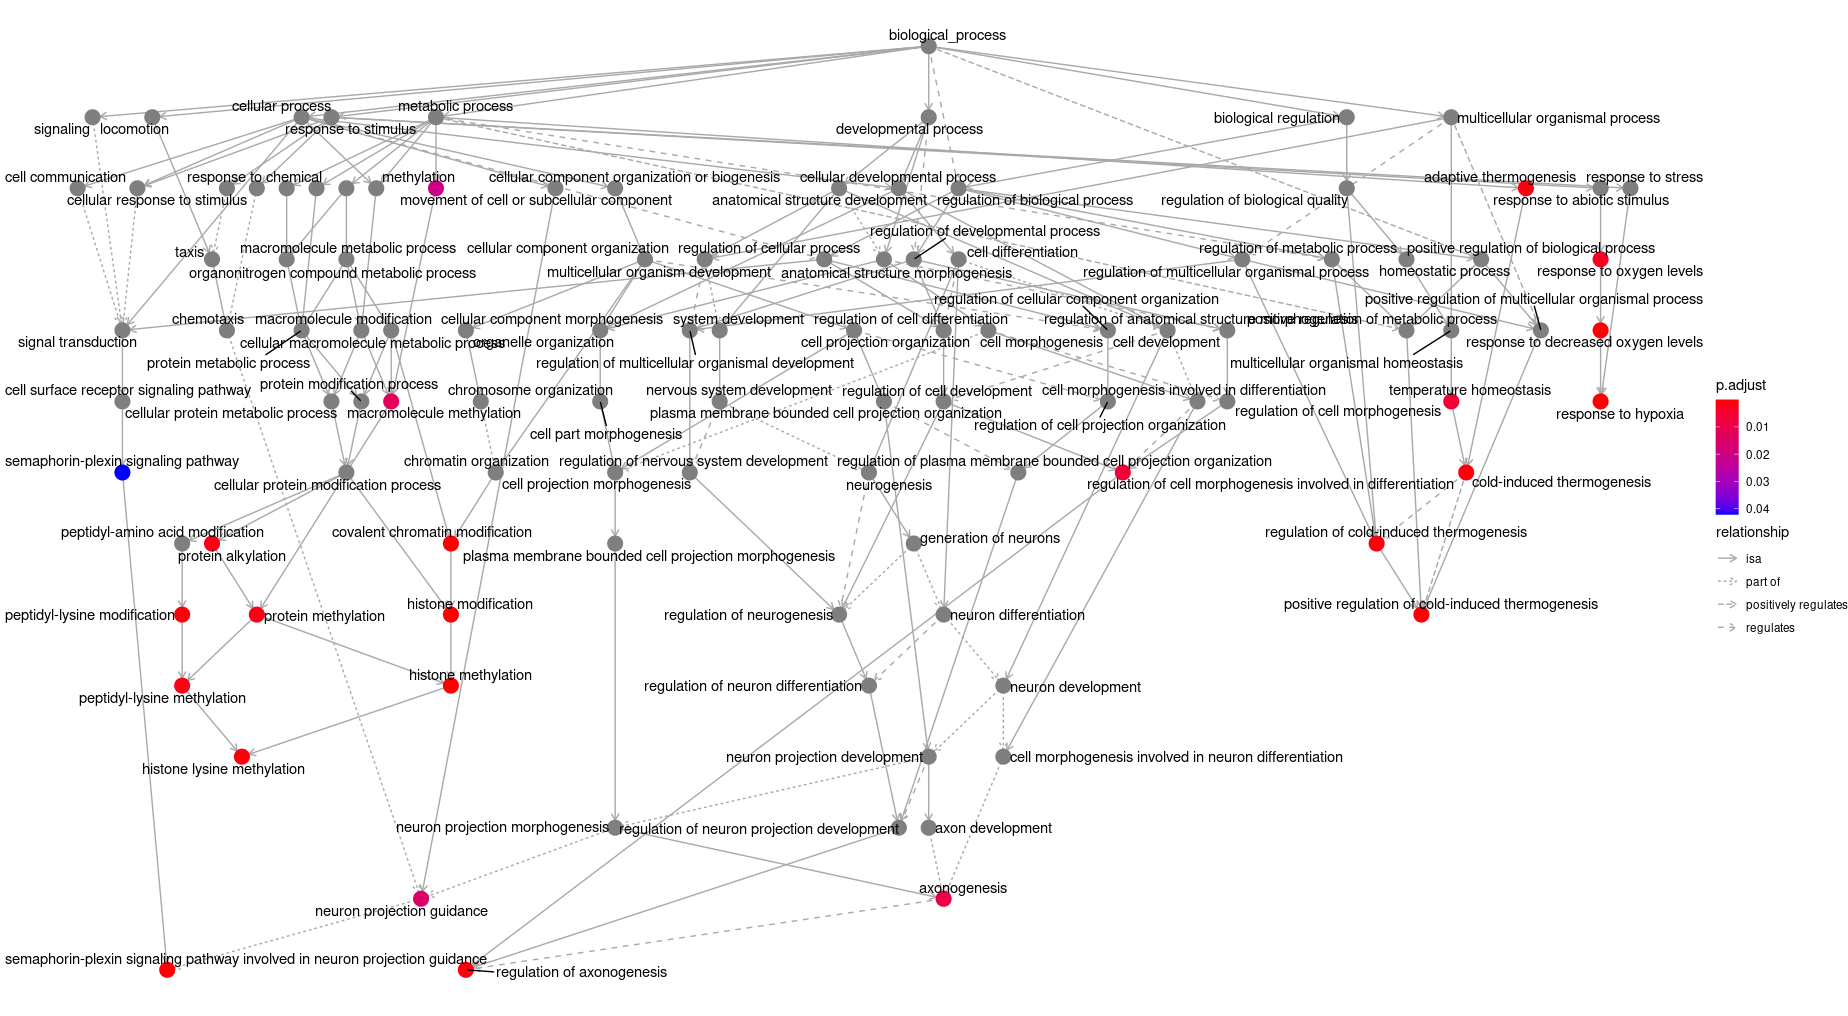 biological_process
cellular process
metabolic process
signaling
locomotion
response to stimulus
developmental process
biological regulation
multicellular organismal process
cell communication
response to chemical
methylation
cellular component organization or biogenesis
cellular developmental process
adaptive thermogenesis
response to stress
cellular response to stimulus
movement of cell or subcellular component
anatomical structure development
regulation of biological process
regulation of biological quality
response to abiotic stimulus
regulation of developmental process
taxis
macromolecule metabolic process
cellular component organization
regulation of cellular process
cell differentiation
regulation of metabolic process
positive regulation of biological process
organonitrogen compound metabolic process
multicellular organism development
anatomical structure morphogenesis
regulation of multicellular organismal process
homeostatic process
response to oxygen levels
regulation of cellular component organization
positive regulation of multicellular organismal process
chemotaxis
macromolecule modification
cellular component morphogenesis
system development
regulation of cell differentiation
regulation of anatomical structure morphogenesis
positive regulation of metabolic process
signal transduction
cellular macromolecule metabolic process
organelle organization
cell projection organization
cell morphogenesis
cell development
response to decreased oxygen levels
protein metabolic process
regulation of multicellular organismal development
multicellular organismal homeostasis
cell surface receptor signaling pathway
protein modification process
chromosome organization
nervous system development
regulation of cell development
cell morphogenesis involved in differentiation
temperature homeostasis
p.adjust
cellular protein metabolic process
macromolecule methylation
plasma membrane bounded cell projection organization
regulation of cell morphogenesis
response to hypoxia
regulation of cell projection organization
0.01
cell part morphogenesis
0.02
semaphorin-plexin signaling pathway
chromatin organization
regulation of nervous system development
regulation of plasma membrane bounded cell projection organization
cellular protein modification process
cell projection morphogenesis
neurogenesis
regulation of cell morphogenesis involved in differentiation
cold-induced thermogenesis
0.03
0.04
peptidyl-amino acid modification
covalent chromatin modification
generation of neurons
regulation of cold-induced thermogenesis
relationship
protein alkylation
plasma membrane bounded cell projection morphogenesis
isa
part of
peptidyl-lysine modification
protein methylation
histone modification
regulation of neurogenesis
neuron differentiation
positive regulation of cold-induced thermogenesis
positively regulates
regulates
histone methylation
peptidyl-lysine methylation
regulation of neuron differentiation
neuron development
histone lysine methylation
neuron projection development
cell morphogenesis involved in neuron differentiation
neuron projection morphogenesis
regulation of neuron projection development
axon development
axonogenesis
neuron projection guidance
semaphorin-plexin signaling pathway involved in neuron projection guidance
regulation of axonogenesis